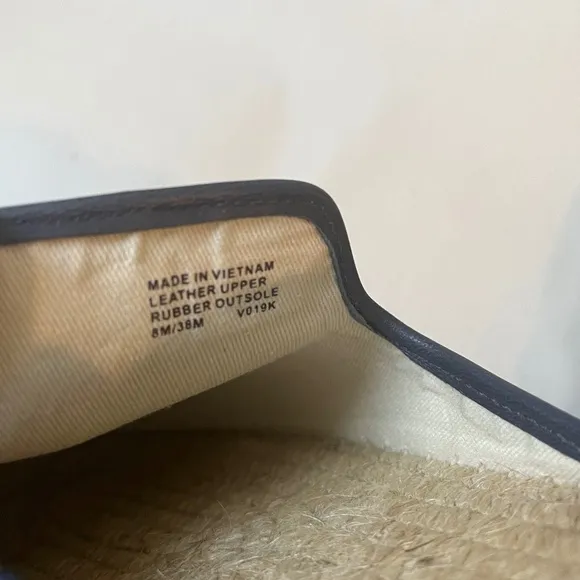 MADE IN VIETNAM
LEATHER UPPER
RUBBER OUTSOLE
8M/38M V019K